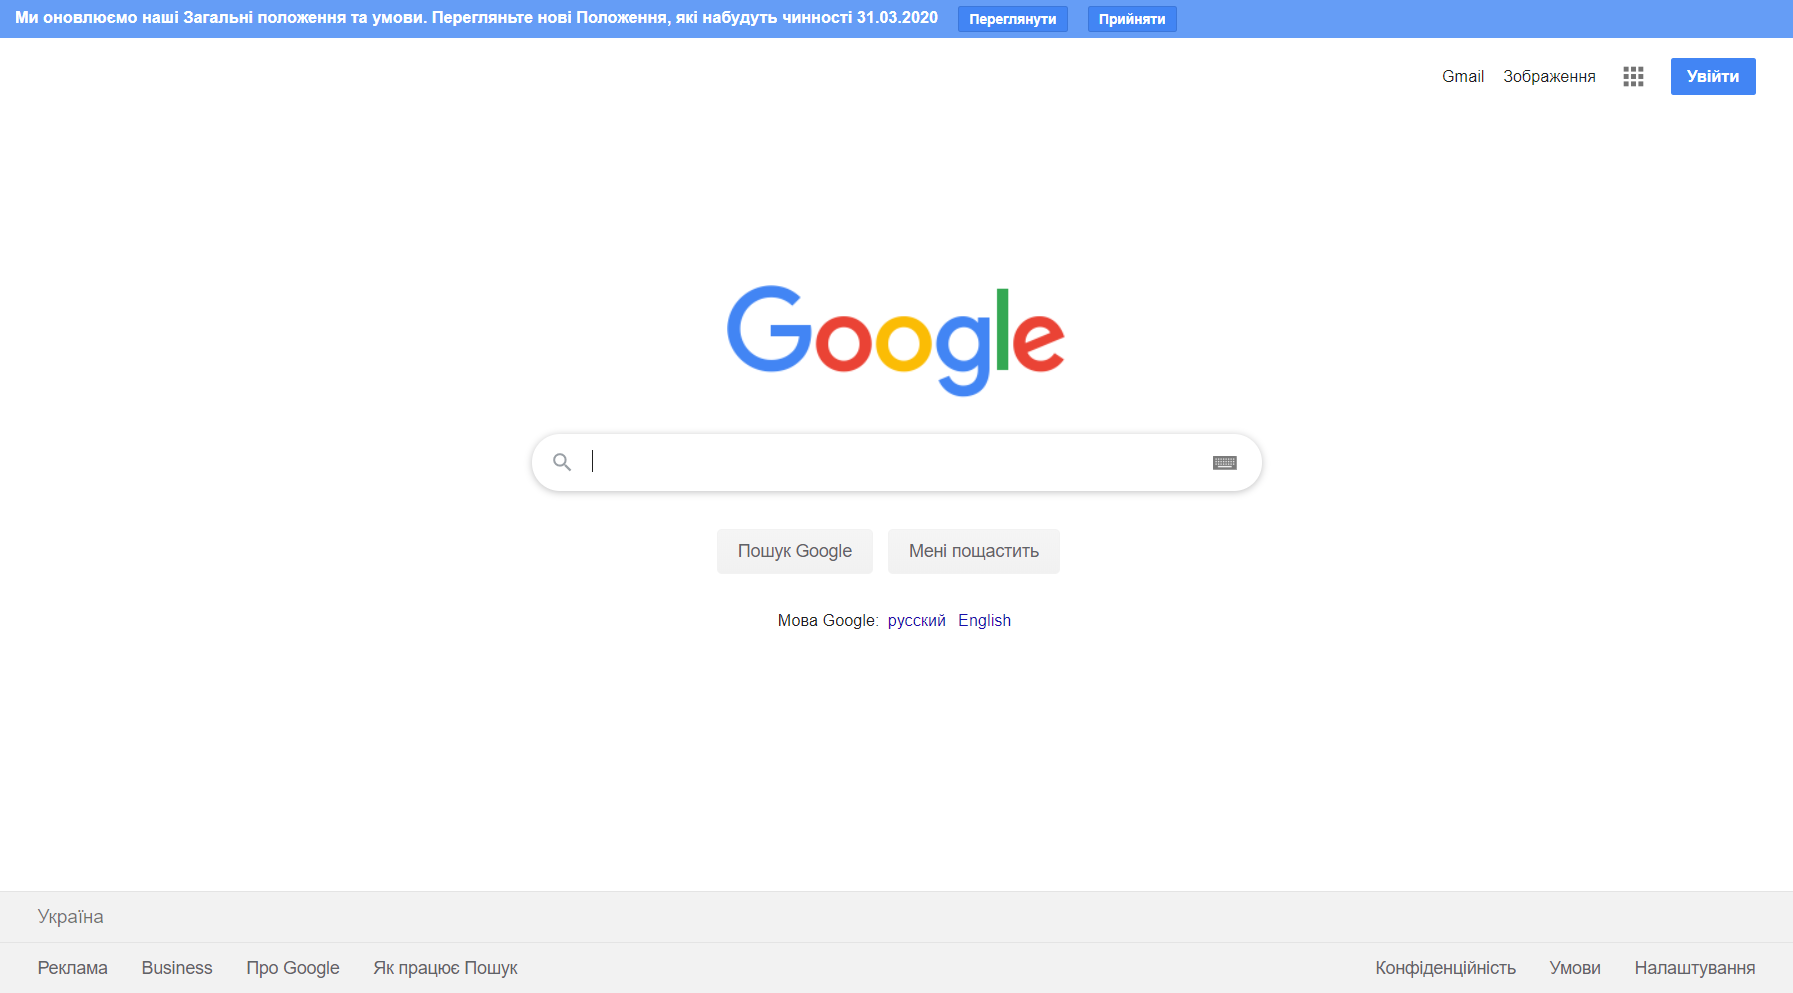 Ми оновлюємо наші Загальні положення та умови. Перегляньте нові Положення, які набудуть чинності 31.03.2020 Переглянути Прийняти
Gmail Зображення Увійти
Google
Пошук Google Мені пощастить
Мова Google: русский English
Україна
Реклама Business Про Google Як працює Пошук Конфіденційність Умови Налаштування